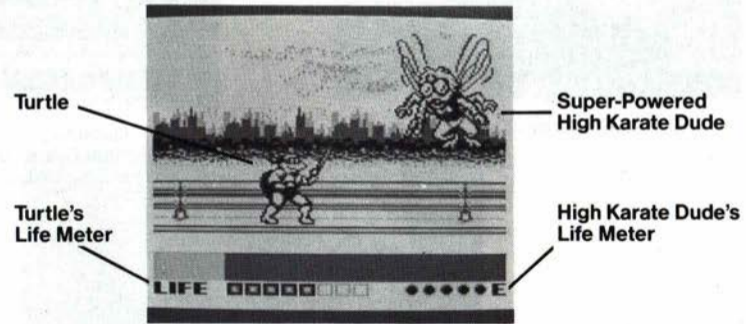 Turtle
Super-Powered
High Karate Dude
Turtle's
Life Meter
High Karate Dude's
Life Meter
LIFE
E